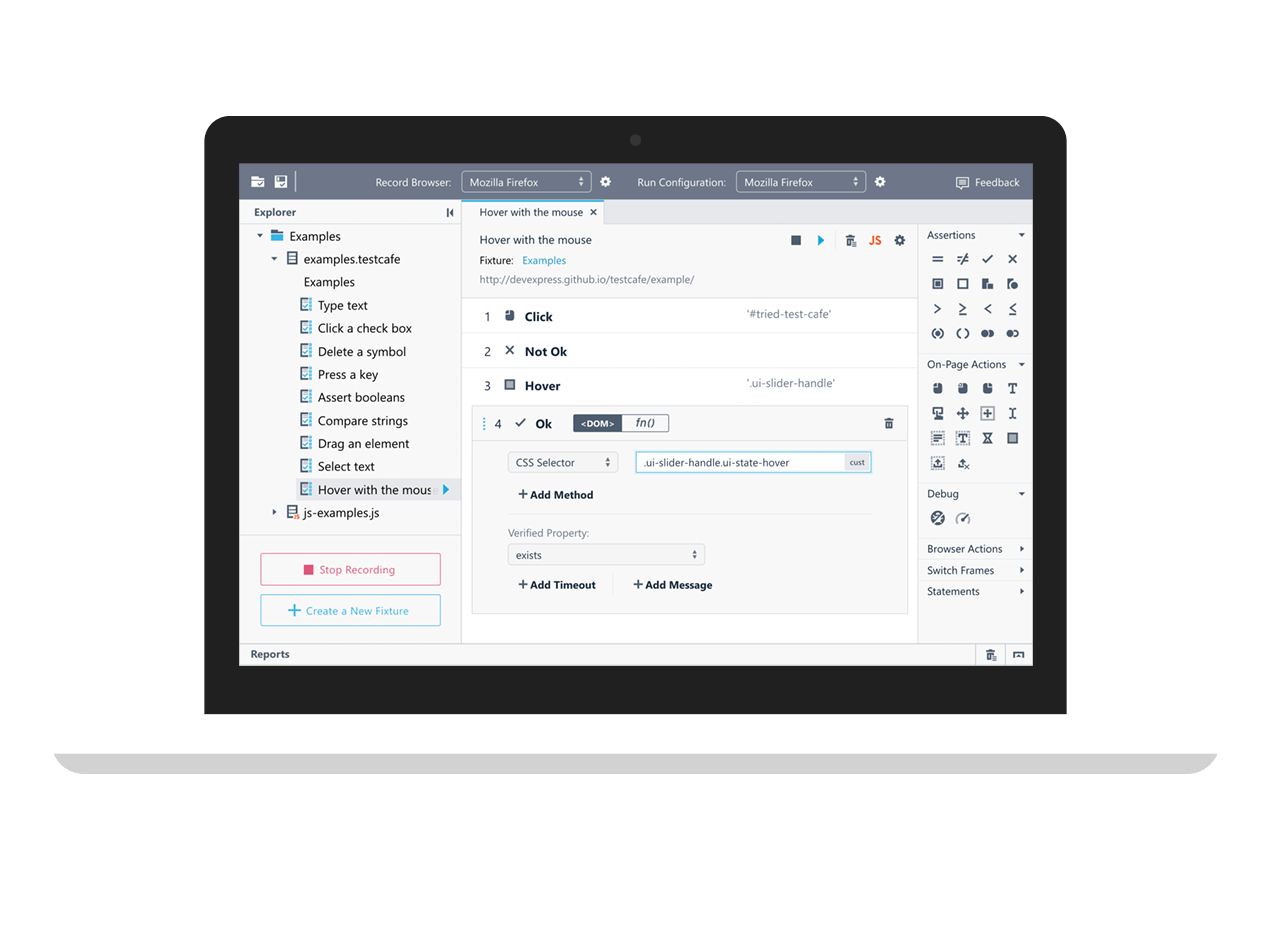 Record Browser: Mozilla Firefox Run Configuration: Mozilla Firefox Feedback
Explorer
Examples
examples.testcafe
Examples
Type text
Click a check box
Delete a symbol
Press a key
Assert booleans
Compare strings
Drag an element
Select text
Hover with the mous
js-examples.js
Stop Recording
Create a New Fixture
Hover with the mouse
Hover with the mouse
JS
Fixture: Examples
http://devexpress.github.io/testcafe/example/
1 Click '#tried-test-cafe'
2 Not Ok
3 Hover '.ui-slider-handle'
4 Ok <DOM> fn()
CSS Selector .ui-slider-handle.ui-state-hover cust
Add Method
Verified Property:
exists
Add Timeout Add Message
Assertions
On-Page Actions
Debug
Browser Actions
Switch Frames
Statements
Reports